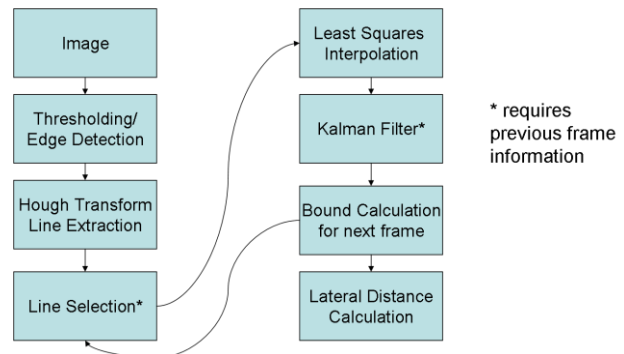 Image
Thresholding/
Edge Detection
Hough Transform
Line Extraction
Line Selection*
Least Squares
Interpolation
Kalman Filter*
Bound Calculation
for next frame
Lateral Distance
Calculation
* requires
previous frame
information